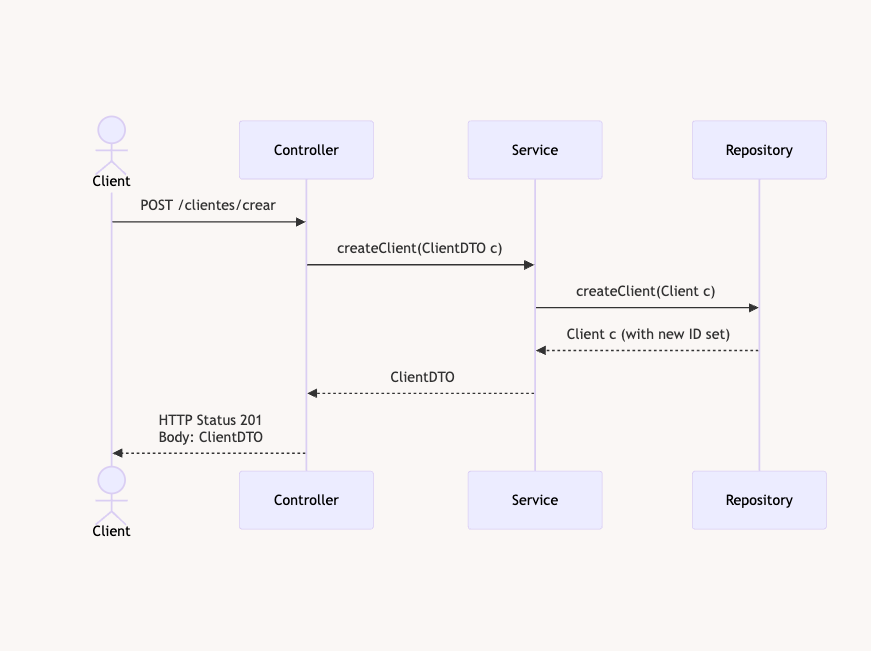 Client
Controller
Service
Repository
POST /clientes/crear
createClient(ClientDTO c)
createClient(Client c)
Client c (with new ID set)
ClientDTO
HTTP Status 201
Body: ClientDTO
Client
Controller
Service
Repository